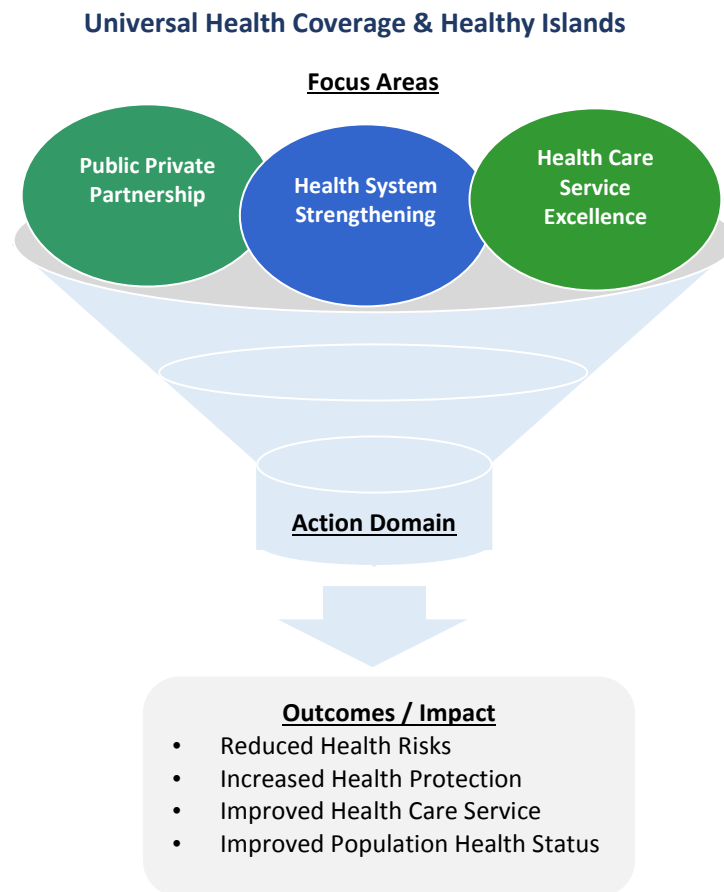 Universal Health Coverage & Healthy Islands
Focus Areas
Public Private
Partnership
Health System
Strengthening
Health Care
Service
Excellence
Action Domain
Outcomes / Impact
• Reduced Health Risks
• Increased Health Protection
• Improved Health Care Service
• Improved Population Health Status